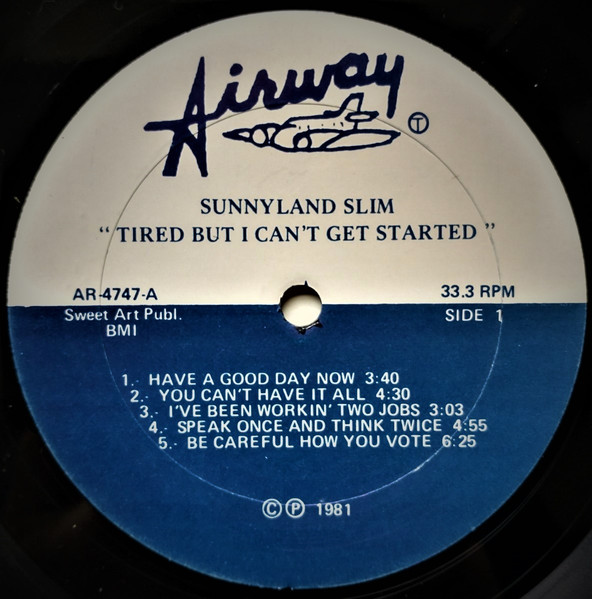 Airway
Ⓣ
SUNNYLAND SLIM
“TIRED BUT I CAN'T GET STARTED”
AR-4747-A
33.3 RPM
Sweet Art Publ.
BMI
SIDE 1
1.- HAVE A GOOD DAY NOW 3:40
2.- YOU CAN'T HAVE IT ALL 4:30
3.- I'VE BEEN WORKIN' TWO JOBS 3:03
4.- SPEAK ONCE AND THINK TWICE 4:55
5.- BE CAREFUL HOW YOU VOTE 6:25
©℗ 1981